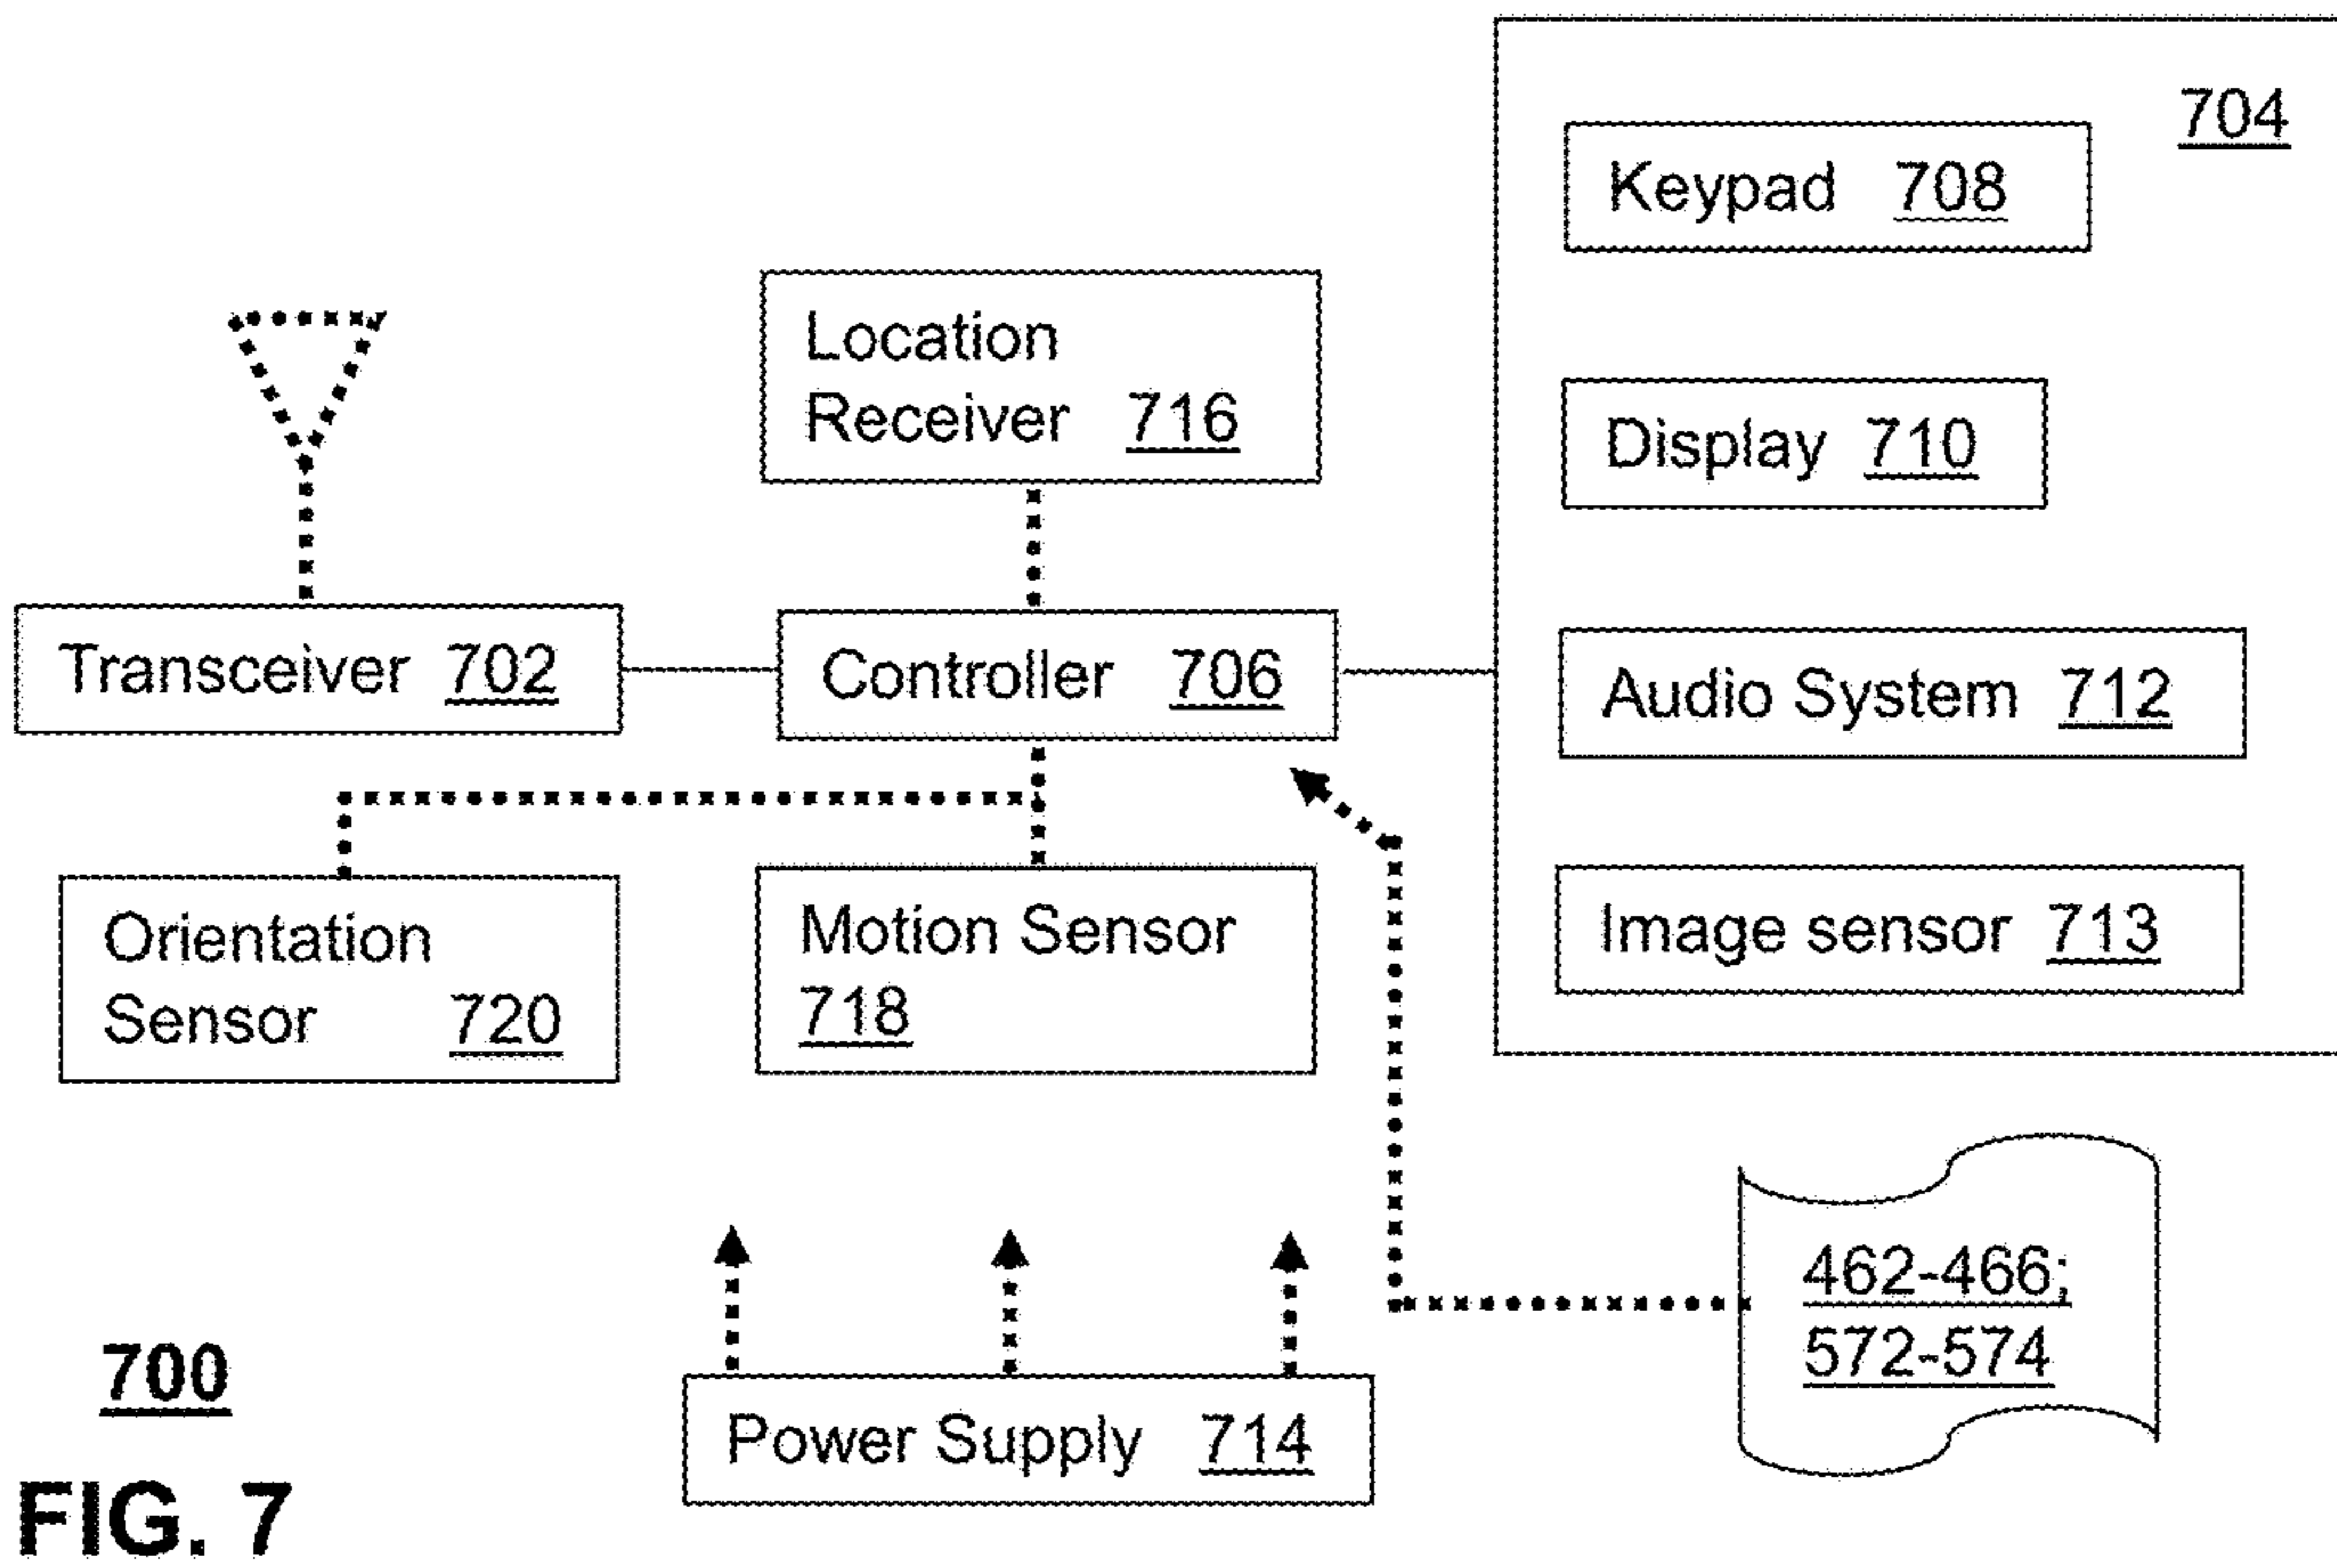 704
Keypad 708
Location
Receiver 716
Display 710
Transceiver 702
Controller 706
Audio System 712
Orientation
Sensor 720
Motion Sensor
718
Image sensor 713
462-466;
572-574
700
Power Supply 714
FIG. 7